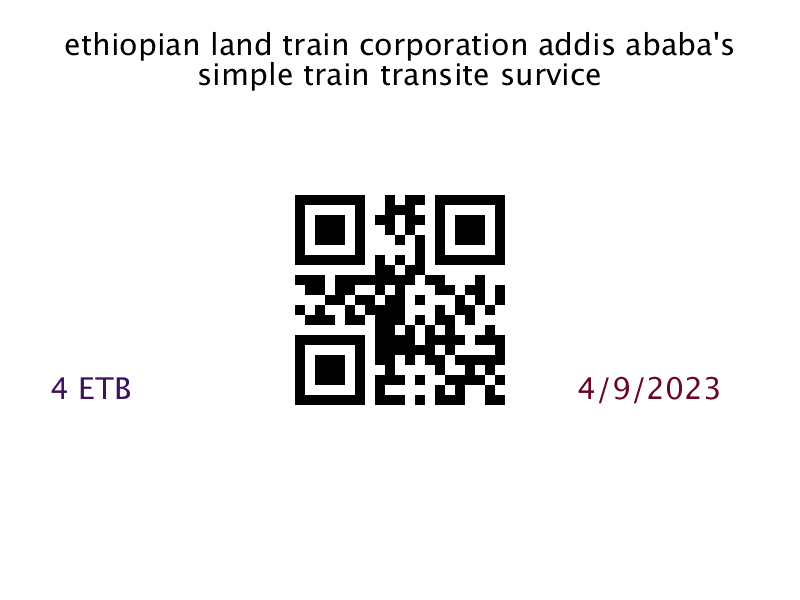 ethiopian land train corporation addis ababa's
simple train transite survice
4 ETB
4/9/2023